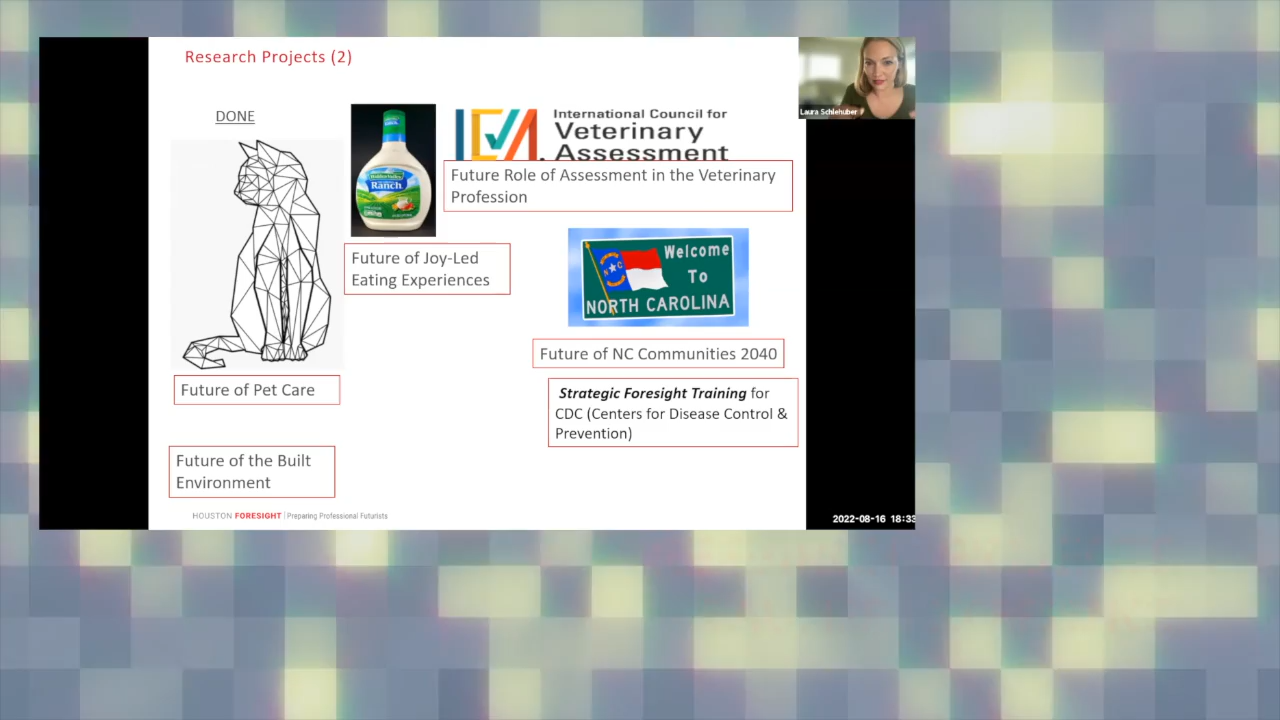 Research Projects (2)
DONE
Ranch
International Council for
Veterinary
Assessment
Future Role of Assessment in the Veterinary
Profession
Laura Schlehuber
Future of Joy-Led
Eating Experiences
Welcome
To
NORTH CAROLINA
N C
Future of NC Communities 2040
Future of Pet Care
Strategic Foresight Training for
CDC (Centers for Disease Control &
Prevention)
Future of the Built
Environment
HOUSTON FORESIGHT | Preparing Professional Futurists
2022-08-16 18:33